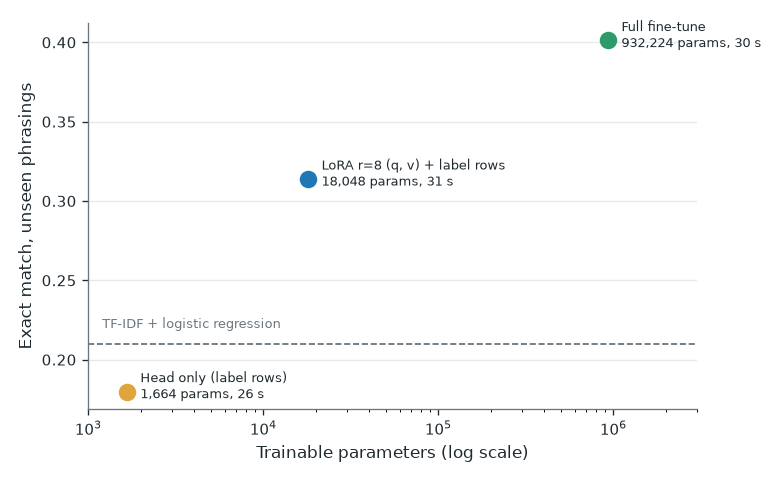 Full fine-tune
932,224 params, 30 s
0.40
0.35
LoRA r=8 (q, v) + label rows
18,048 params, 31 s
0.30
0.25
TF-IDF + logistic regression
0.20
Head only (label rows)
1,664 params, 26 s
Exact match, unseen phrasings
10³
10⁴
10⁵
10⁶
Trainable parameters (log scale)